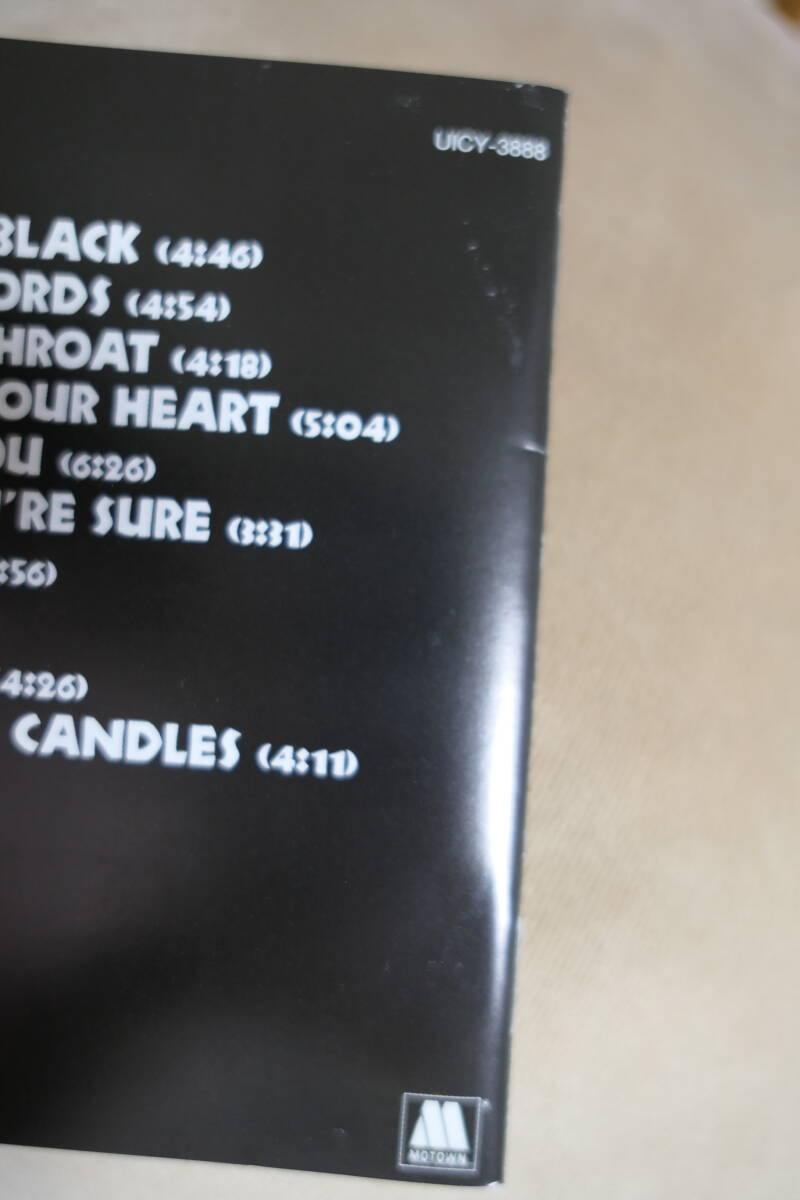 UICY-3888
BLACK (4:46)
ORDS (4:54)
HROAT (4:18)
OUR HEART (5:04)
OU (6:26)
'RE SURE (3:31)
:56)
4:26)
CANDLES (4:11)
MOTOWN